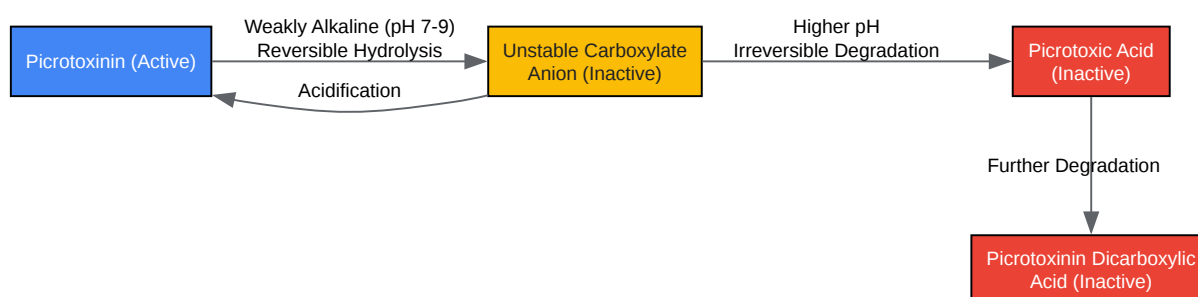 Picrotoxinin (Active)
Weakly Alkaline (pH 7-9)
Reversible Hydrolysis
Acidification
Unstable Carboxylate
Anion (Inactive)
Higher pH
Irreversible Degradation
Picrotoxic Acid
(Inactive)
Further Degradation
Picrotoxinin Dicarboxylic
Acid (Inactive)